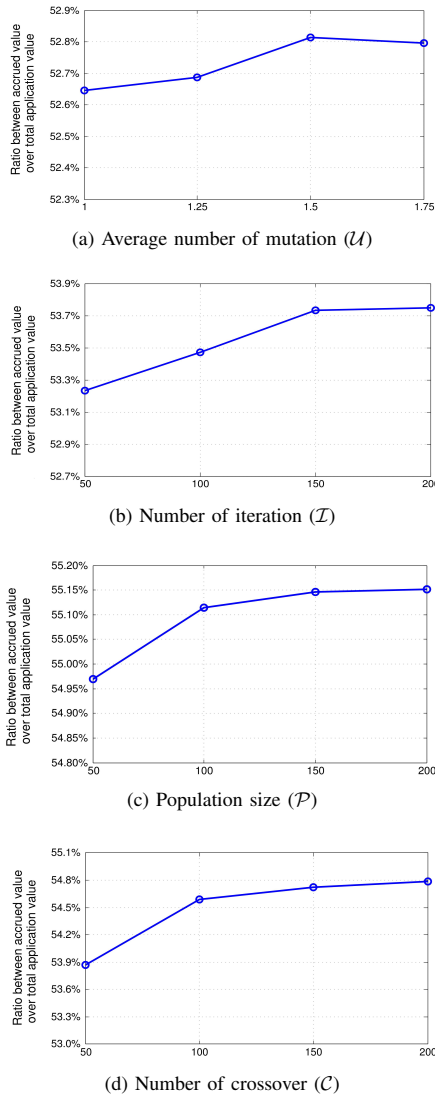 Ratio between accrued value
over total application value
52.9%
52.8%
52.7%
52.6%
52.5%
52.4%
52.3%
1 1.25 1.5 1.75
(a) Average number of mutation (𝒰)
Ratio between accrued value
over total application value
53.9%
53.7%
53.5%
53.3%
53.1%
52.9%
52.7%
50 100 150 200
(b) Number of iteration (ℐ)
Ratio between accrued value
over total application value
55.20%
55.15%
55.10%
55.05%
55.00%
54.95%
54.90%
54.85%
54.80%
50 100 150 200
(c) Population size (𝒫)
Ratio between accrued value
over total application value
55.1%
54.8%
54.5%
54.2%
53.9%
53.6%
53.3%
53.0%
50 100 150 200
(d) Number of crossover (𝒞)